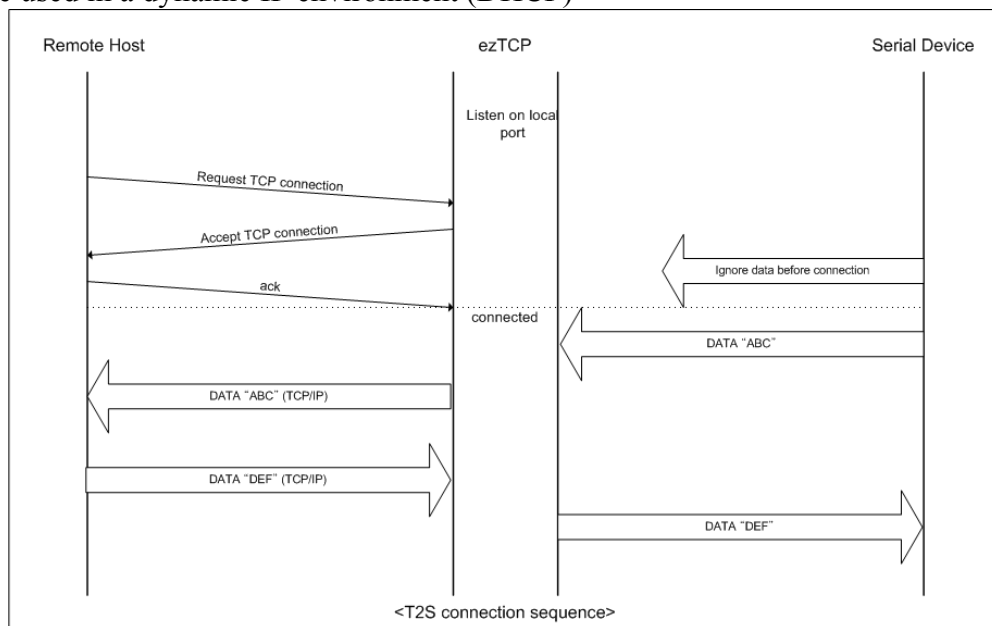 e used in a dynamic IP environment (DHCP)
Remote Host
ezTCP
Serial Device
Listen on local
port
Request TCP connection
Accept TCP connection
Ignore data before connection
ack
connected
DATA “ABC”
DATA “ABC” (TCP/IP)
DATA “DEF” (TCP/IP)
DATA “DEF”
<T2S connection sequence>